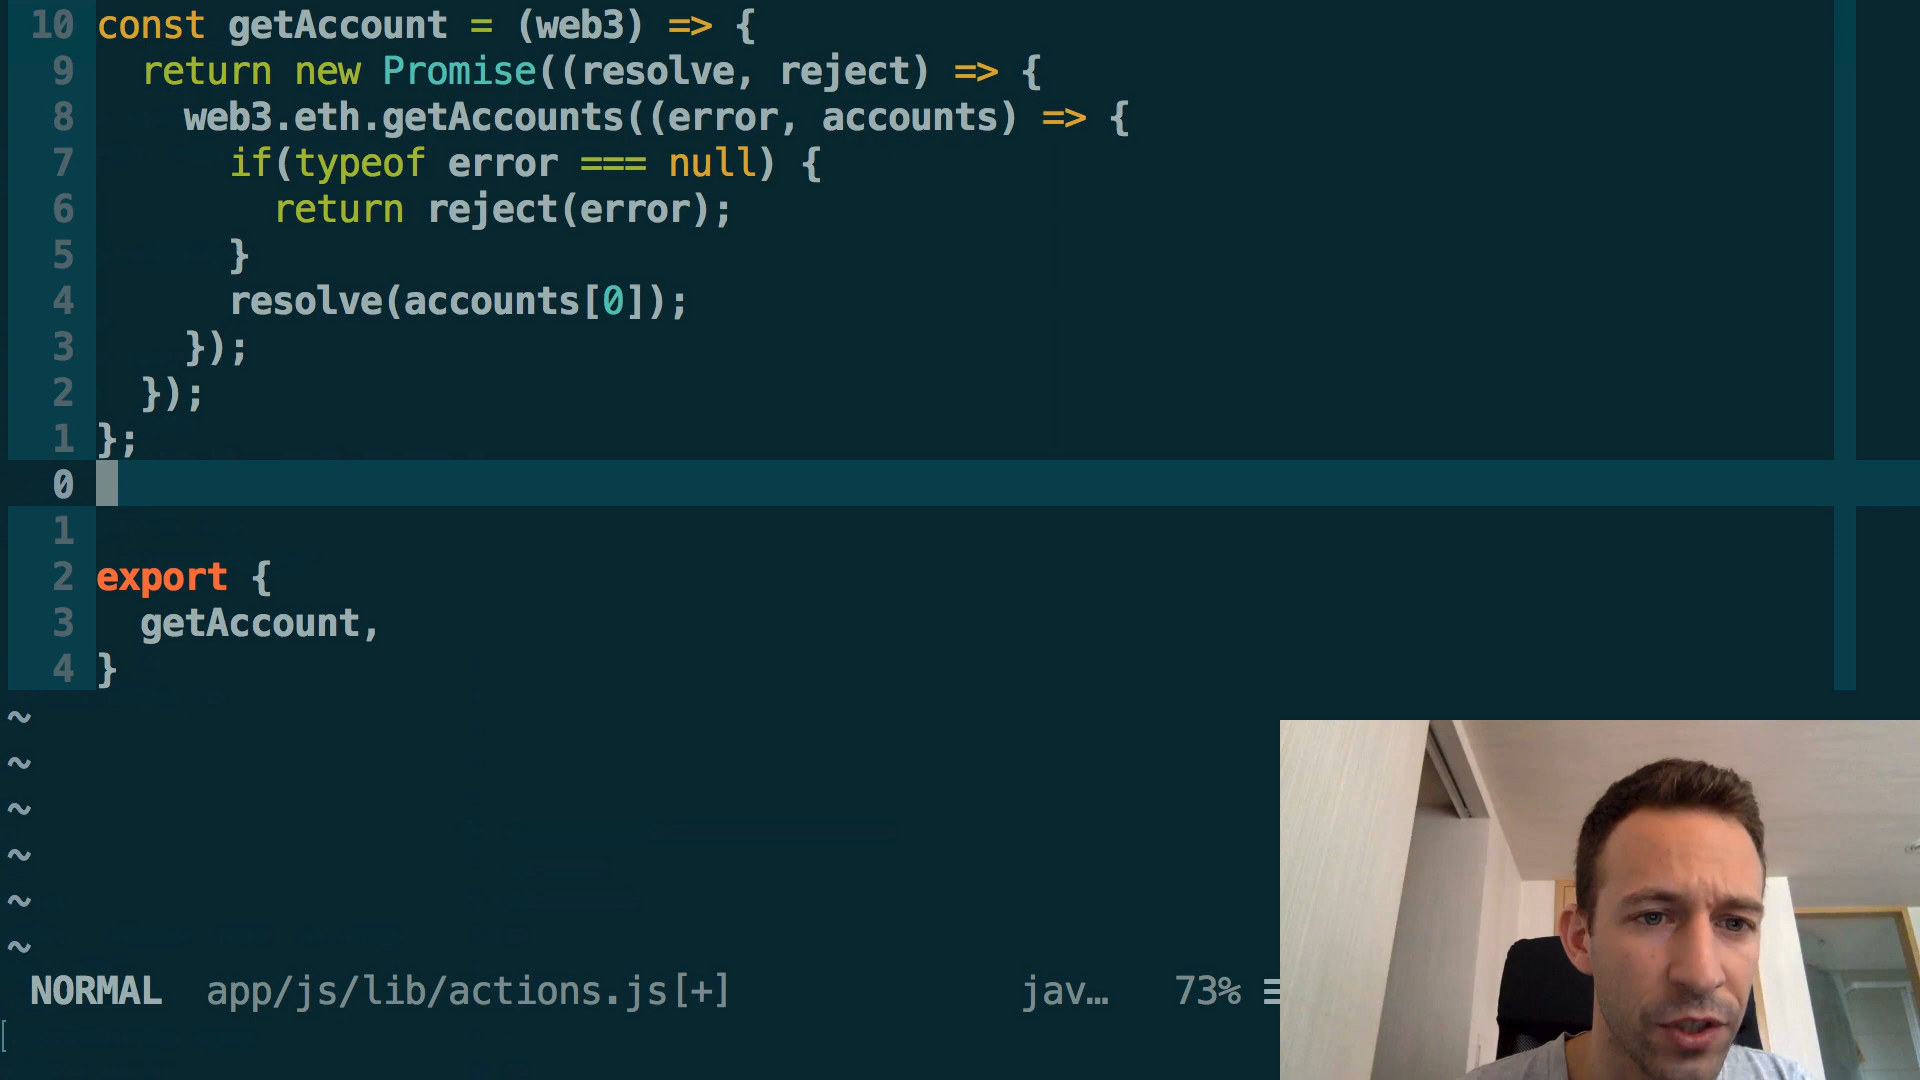 10 const getAccount = (web3) => {
9 return new Promise((resolve, reject) => {
8 web3.eth.getAccounts((error, accounts) => {
7 if(typeof error === null) {
6 return reject(error);
5 }
4 resolve(accounts[0]);
3 });
2 });
1 };
0
1
2 export {
3 getAccount,
4 }
~
~
~
~
~
~
NORMAL app/js/lib/actions.js[+] jav… 73% ☰
[